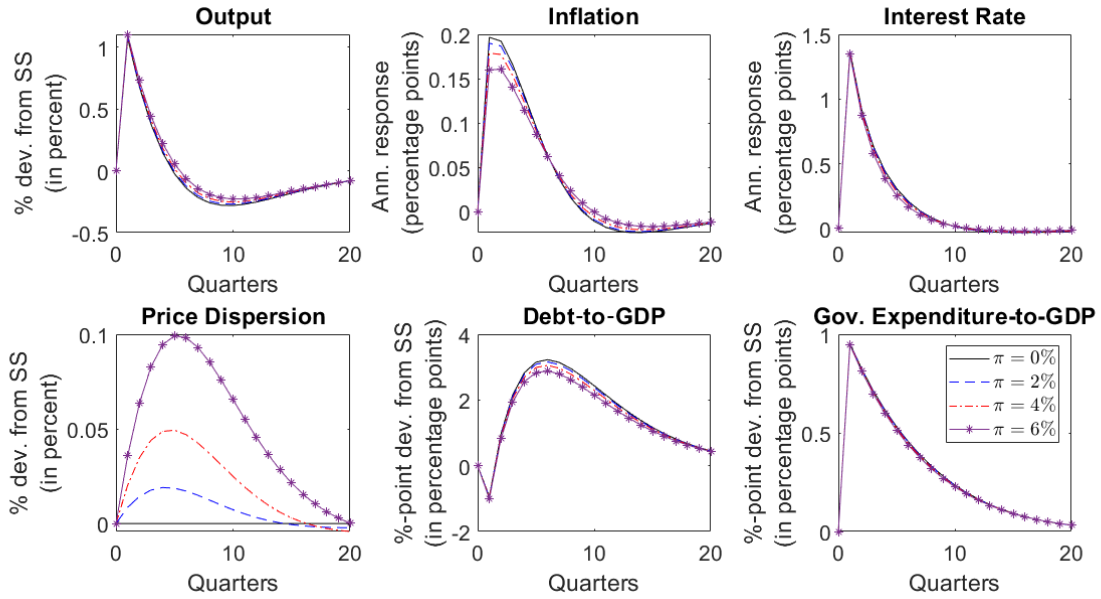 Output
% dev. from SS
(in percent)
1
0.5
0
-0.5
0
10
20
Quarters
Inflation
Ann. response
(percentage points)
0.2
0.15
0.1
0.05
0
0
10
20
Quarters
Interest Rate
Ann. response
(percentage points)
1.5
1
0.5
0
0
10
20
Quarters
Price Dispersion
% dev. from SS
(in percent)
0.1
0.05
0
0
10
20
Quarters
Debt-to-GDP
%-point dev. from SS
(in percentage points)
4
2
0
-2
0
10
20
Quarters
Gov. Expenditure-to-GDP
%-point dev. from SS
(in percentage points)
1
0.5
0
0
10
20
Quarters
π = 0%
π = 2%
π = 4%
π = 6%